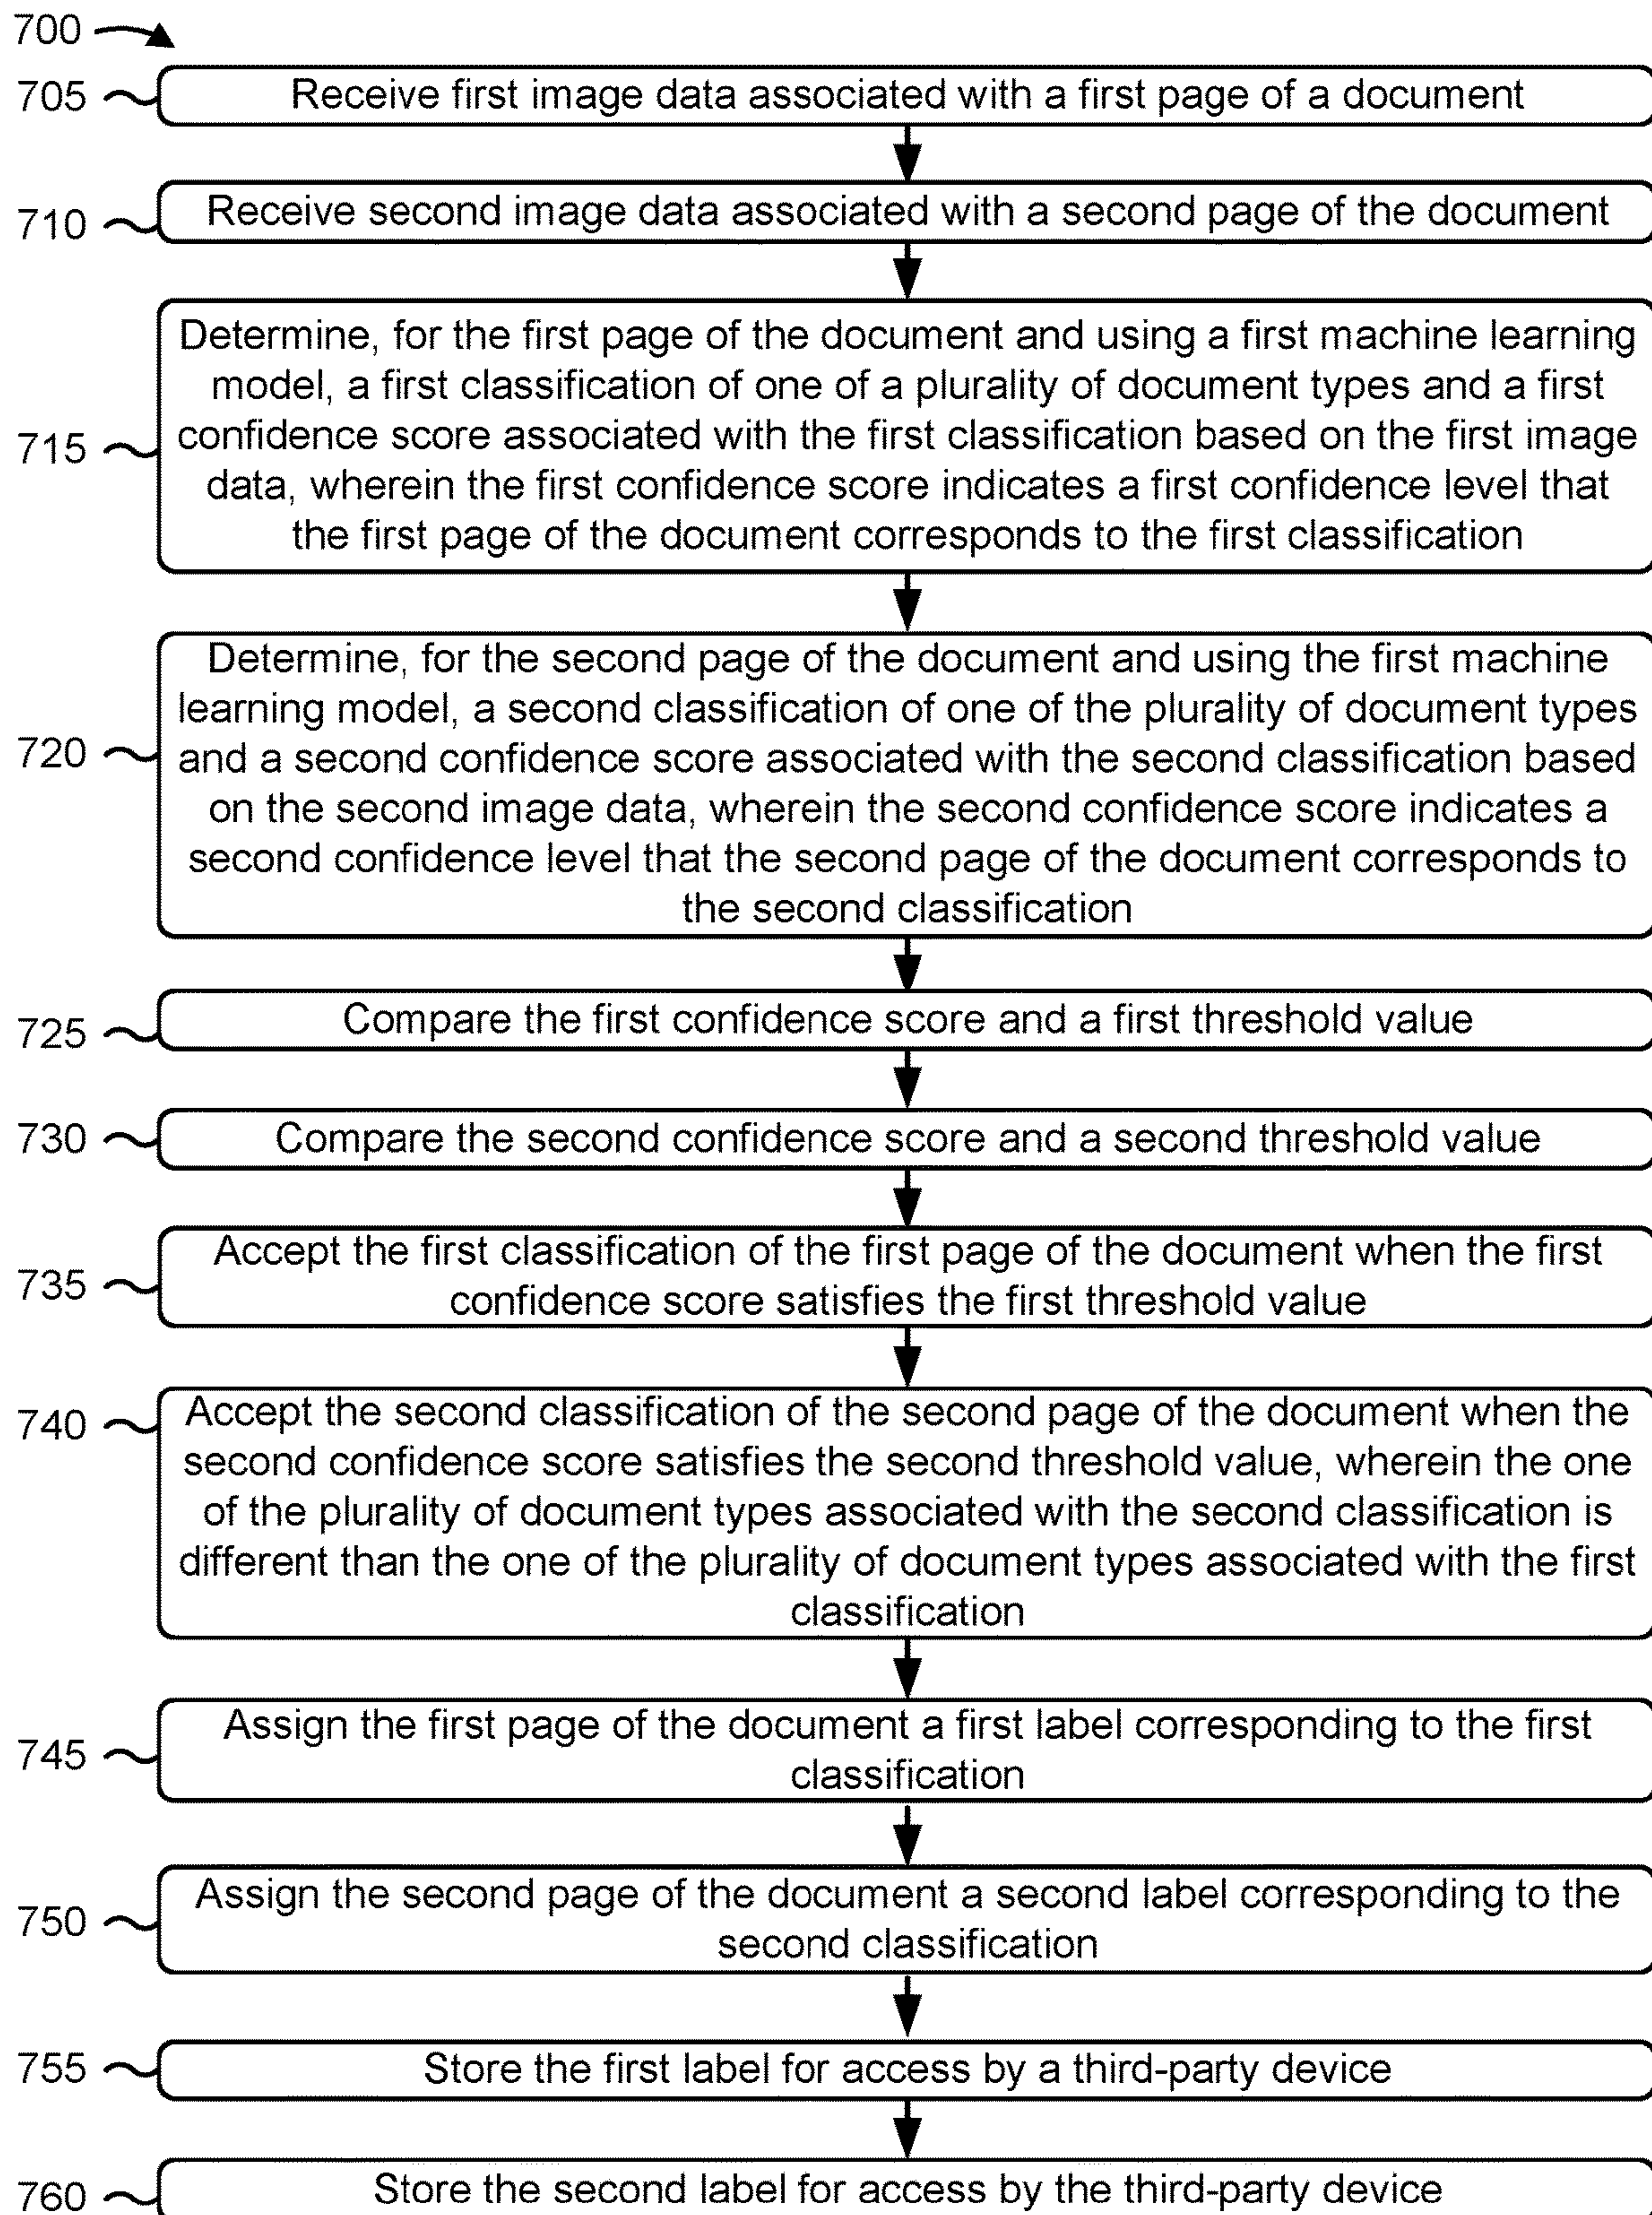 700
705
Receive first image data associated with a first page of a document
710
Receive second image data associated with a second page of the document
715
Determine, for the first page of the document and using a first machine learning
model, a first classification of one of a plurality of document types and a first
confidence score associated with the first classification based on the first image
data, wherein the first confidence score indicates a first confidence level that
the first page of the document corresponds to the first classification
720
Determine, for the second page of the document and using the first machine
learning model, a second classification of one of the plurality of document types
and a second confidence score associated with the second classification based
on the second image data, wherein the second confidence score indicates a
second confidence level that the second page of the document corresponds to
the second classification
725
Compare the first confidence score and a first threshold value
730
Compare the second confidence score and a second threshold value
735
Accept the first classification of the first page of the document when the first
confidence score satisfies the first threshold value
740
Accept the second classification of the second page of the document when the
second confidence score satisfies the second threshold value, wherein the one
of the plurality of document types associated with the second classification is
different than the one of the plurality of document types associated with the first
classification
745
Assign the first page of the document a first label corresponding to the first
classification
750
Assign the second page of the document a second label corresponding to the
second classification
755
Store the first label for access by a third-party device
760
Store the second label for access by the third-party device